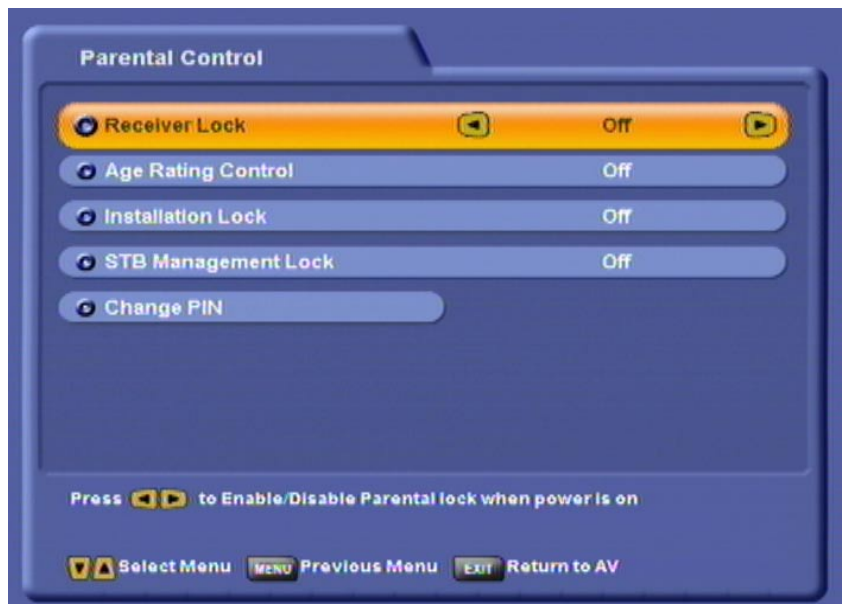 Parental Control
Receiver Lock Off
Age Rating Control Off
Installation Lock Off
STB Management Lock Off
Change PIN
Press to Enable/Disable Parental lock when power is on
Select Menu MENU Previous Menu EXIT Return to AV